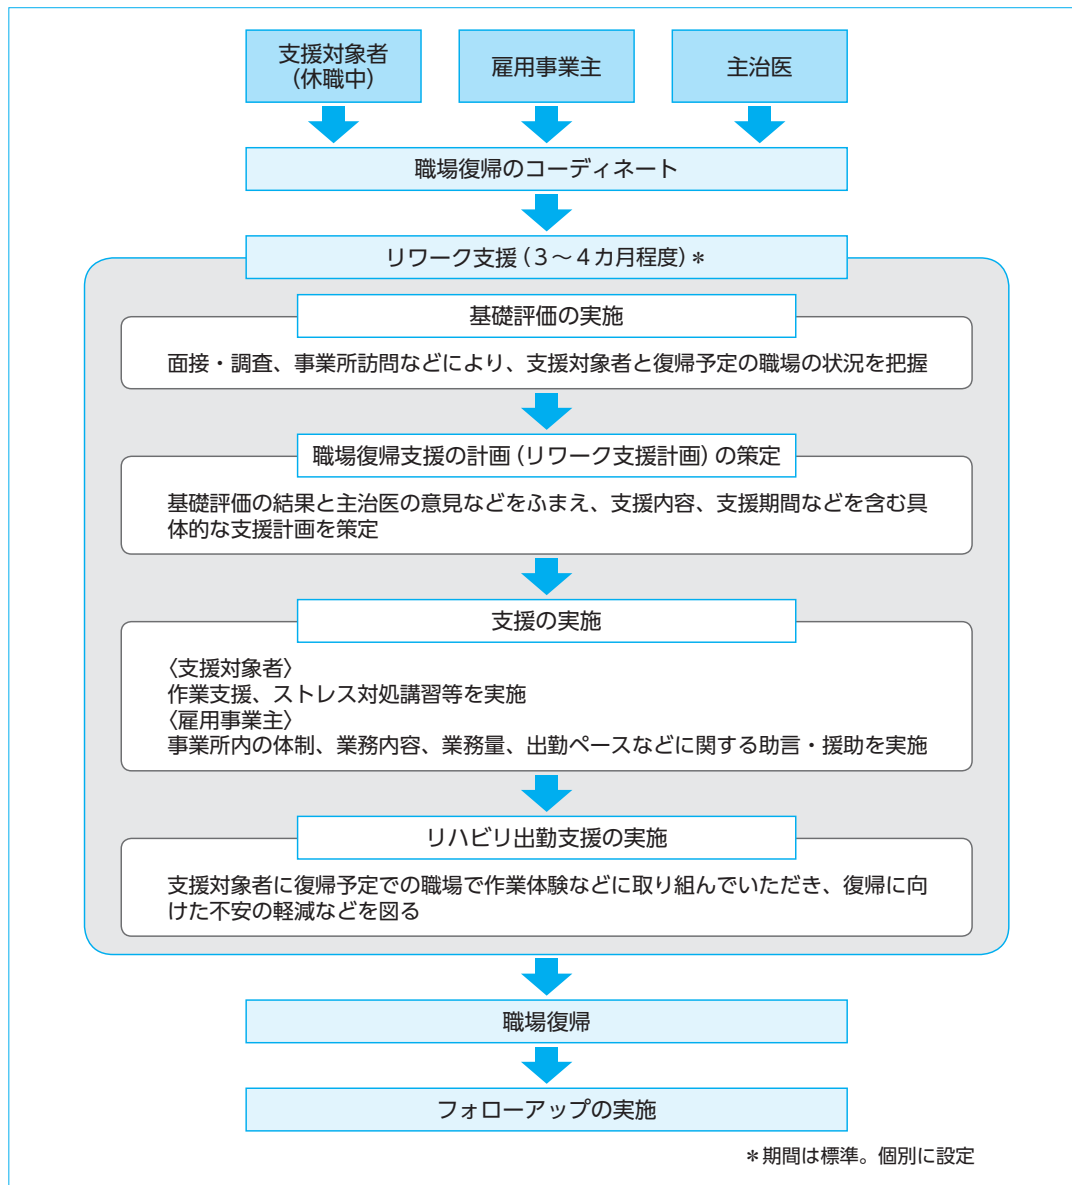 支援対象者
(休職中)
雇用事業主
主治医
職場復帰のコーディネート
リワーク支援(3～4カ月程度)＊
基礎評価の実施
面接・調査、事業所訪問などにより、支援対象者と復帰予定の職場の状況を把握
職場復帰支援の計画(リワーク支援計画)の策定
基礎評価の結果と主治医の意見などをふまえ、支援内容、支援期間などを含む具
体的な支援計画を策定
支援の実施
〈支援対象者〉
作業支援、ストレス対処講習等を実施
〈雇用事業主〉
事業所内の体制、業務内容、業務量、出勤ペースなどに関する助言・援助を実施
リハビリ出勤支援の実施
支援対象者に復帰予定での職場で作業体験などに取り組んでいただき、復帰に向
けた不安の軽減などを図る
職場復帰
フォローアップの実施
＊期間は標準。個別に設定